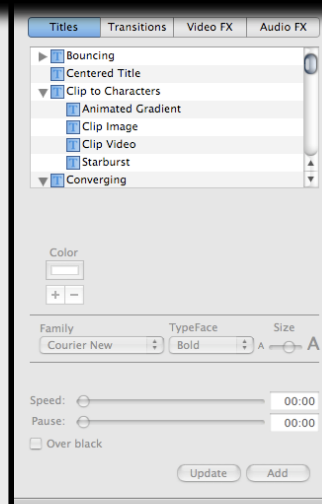 Titles Transitions Video FX Audio FX
Bouncing
Centered Title
Clip to Characters
Animated Gradient
Clip Image
Clip Video
Starburst
Converging
Color
+ −
Family TypeFace Size
Courier New Bold A A
Speed: 00:00
Pause: 00:00
Over black
Update Add